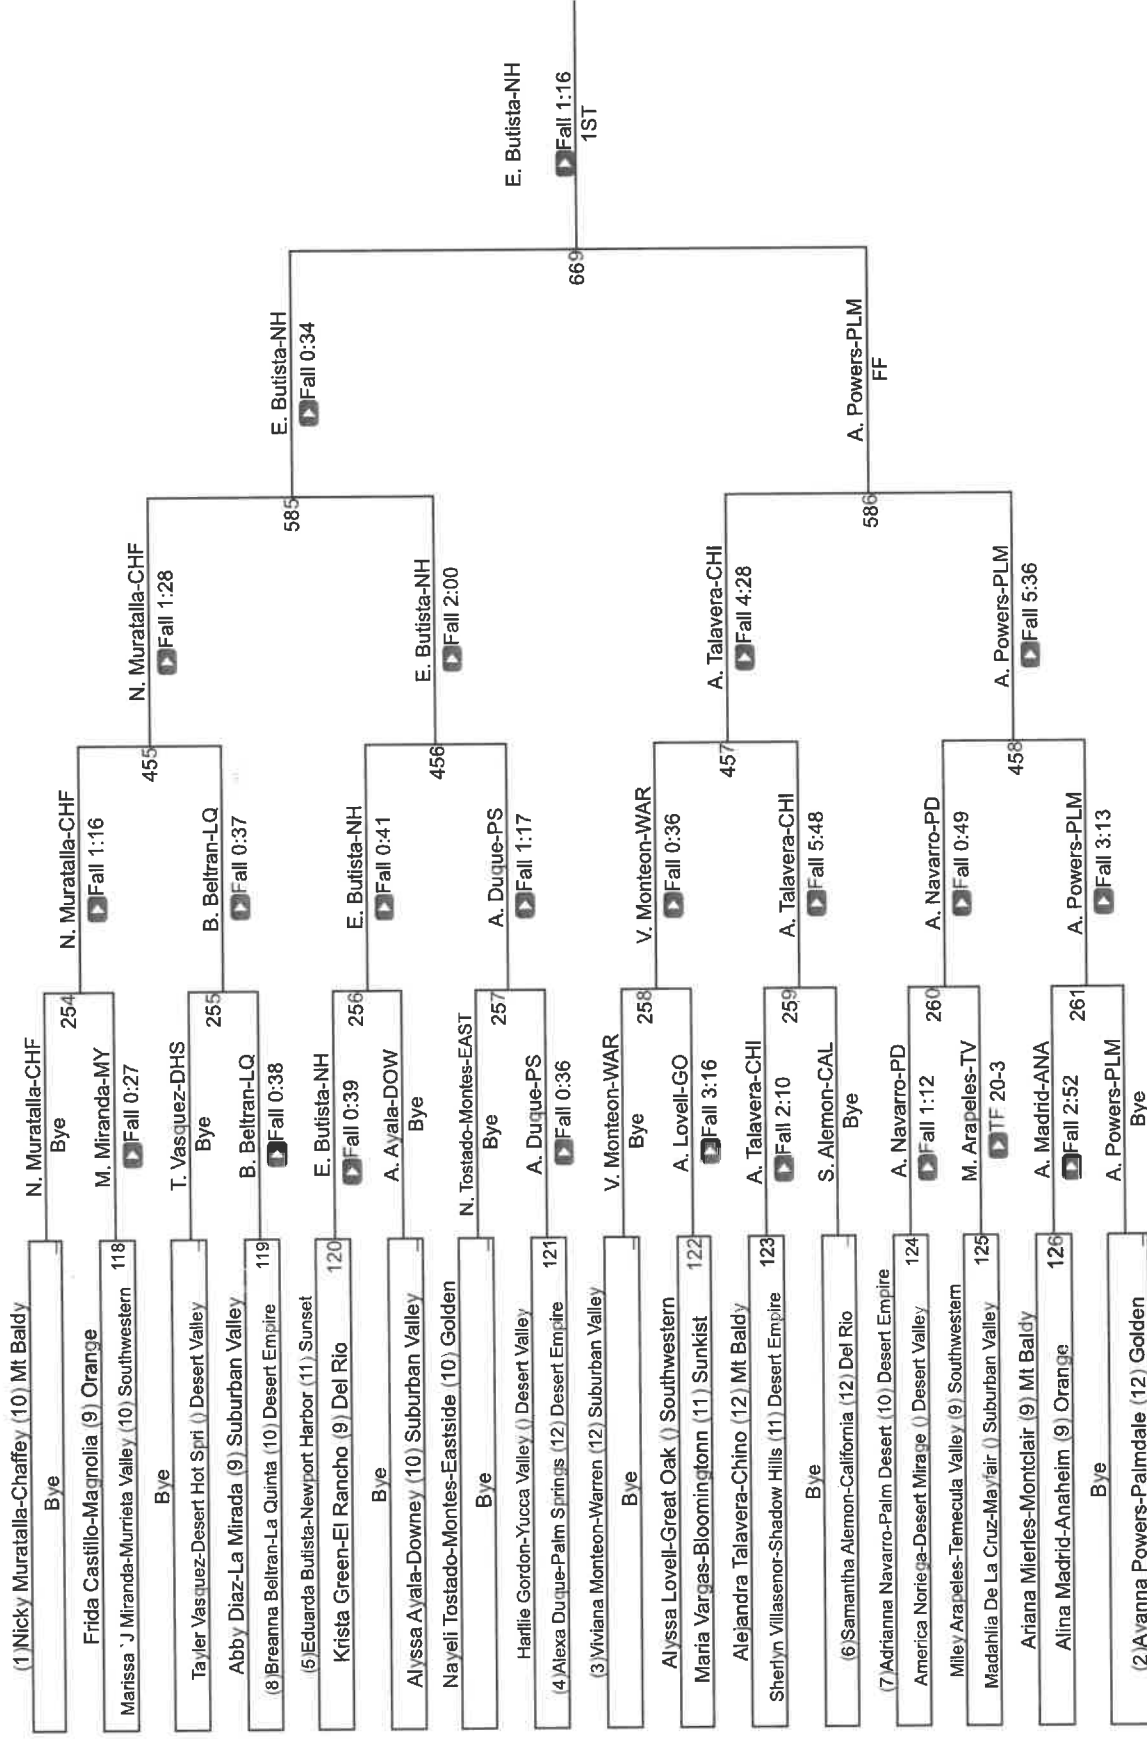 (1)Nicky Muratalla-Chaffey (10) Mt Baldy
Bye
Frida Castillo-Magnolia (9) Orange
Marissa `J Miranda-Murrieta Valley (10) Southwestern
118
Bye
Tayler Vasquez-Desert Hot Spri () Desert Valley
Abby Diaz-La Mirada (9) Suburban Valley
(8)Breanna Beltran-La Quinta (10) Desert Empire
119
(5)Eduarda Butista-Newport Harbor (11) Sunset
Krista Green-El Rancho (9) Del Rio
120
Bye
Alyssa Ayala-Downey (10) Suburban Valley
Nayeli Tostado-Montes-Eastside (10) Golden
Bye
Harllie Gordon-Yucca Valley () Desert Valley
(4)Alexa Duque-Palm Springs (12) Desert Empire
121
(3)Viviana Monteon-Warren (12) Suburban Valley
Bye
Alyssa Lovell-Great Oak () Southwestern
Maria Vargas-Bloomingtonn (11) Sunkist
122
Alejandra Talavera-Chino (12) Mt Baldy
Sherlyn Villasenor-Shadow Hills (11) Desert Empire
123
Bye
(6)Samantha Alemon-California (12) Del Rio
(7)Adrianna Navarro-Palm Desert (10) Desert Empire
America Noriega-Desert Mirage () Desert Valley
124
Miley Arapeles-Temecula Valley (9) Southwestern
Madahlia De La Cruz-Mayfair () Suburban Valley
125
Ariana Mierles-Montclair (9) Mt Baldy
Alina Madrid-Anaheim (9) Orange
126
Bye
(2)Ayanna Powers-Palmdale (12) Golden
N. Muratalla-CHF
Bye
254
M. Miranda-MY
Fall 0:27
T. Vasquez-DHS
Bye
255
B. Beltran-LQ
Fall 0:38
E. Butista-NH
Fall 0:39
256
A. Ayala-DOW
Bye
N. Tostado-Montes-EAST
Bye
257
A. Duque-PS
Fall 0:36
V. Monteon-WAR
Bye
258
A. Lovell-GO
Fall 3:16
A. Talavera-CHI
Fall 2:10
259
S. Alemon-CAL
Bye
A. Navarro-PD
Fall 1:12
260
M. Arapeles-TV
TF 20-3
A. Madrid-ANA
Fall 2:52
261
A. Powers-PLM
Bye
N. Muratalla-CHF
Fall 1:16
455
B. Beltran-LQ
Fall 0:37
E. Butista-NH
Fall 0:41
456
A. Duque-PS
Fall 1:17
V. Monteon-WAR
Fall 0:36
457
A. Talavera-CHI
Fall 5:48
A. Navarro-PD
Fall 0:49
458
A. Powers-PLM
Fall 3:13
N. Muratalla-CHF
Fall 1:28
585
E. Butista-NH
Fall 2:00
A. Talavera-CHI
Fall 4:28
586
A. Powers-PLM
Fall 5:36
E. Butista-NH
Fall 0:34
669
A. Powers-PLM
FF
E. Butista-NH
Fall 1:16
1ST